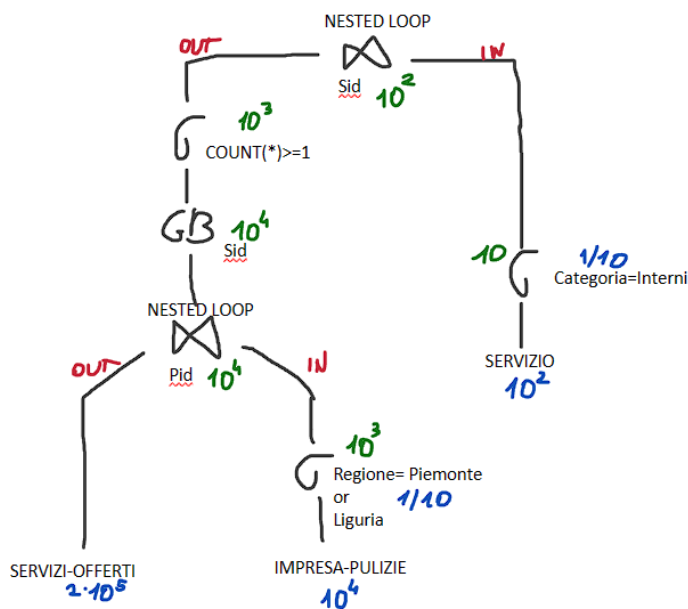 NESTED LOOP
OUT
IN
Sid 10²
10³
COUNT(*)>=1
GB 10⁴
Sid
10 1/10
Categoria=Interni
NESTED LOOP
SERVIZIO
10²
OUT
IN
Pid 10⁴
10³
Regione= Piemonte
or 1/10
Liguria
SERVIZI-OFFERTI
2·10⁵
IMPRESA-PULIZIE
10⁴